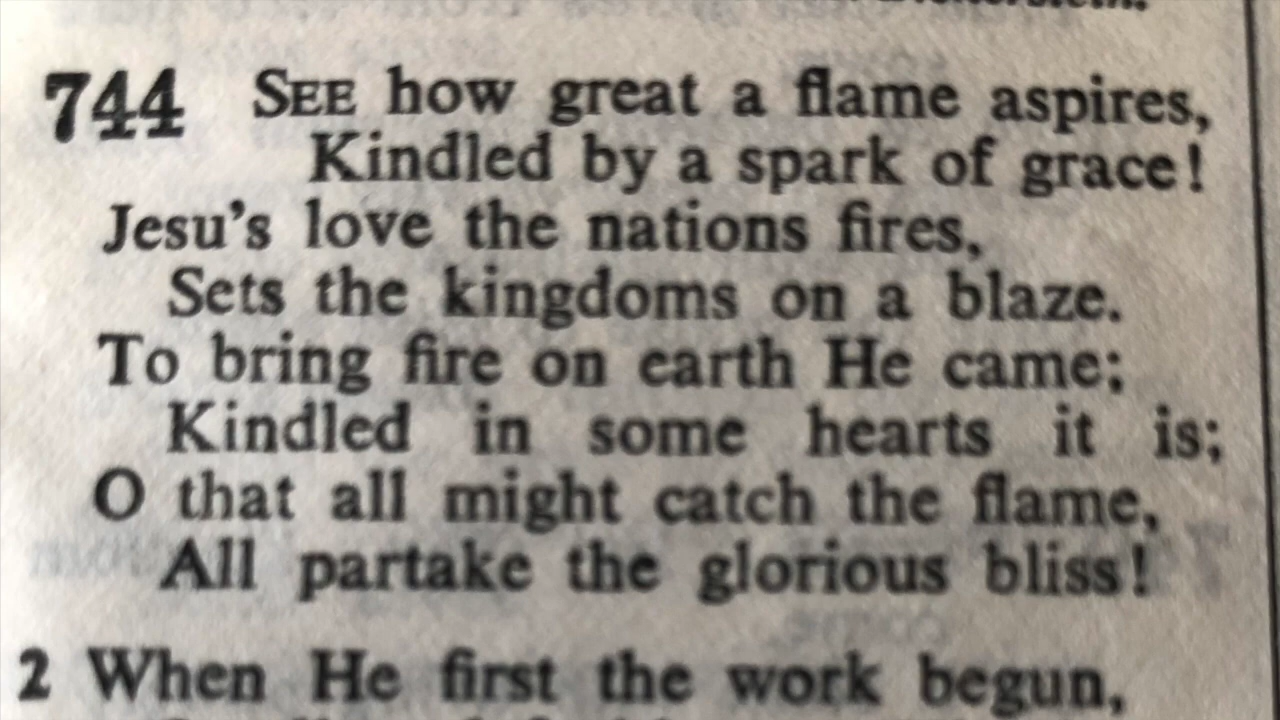 744 SEE how great a flame aspires,
Kindled by a spark of grace!
Jesu's love the nations fires,
Sets the kingdoms on a blaze.
To bring fire on earth He came;
Kindled in some hearts it is;
O that all might catch the flame,
All partake the glorious bliss!
2 When He first the work begun,